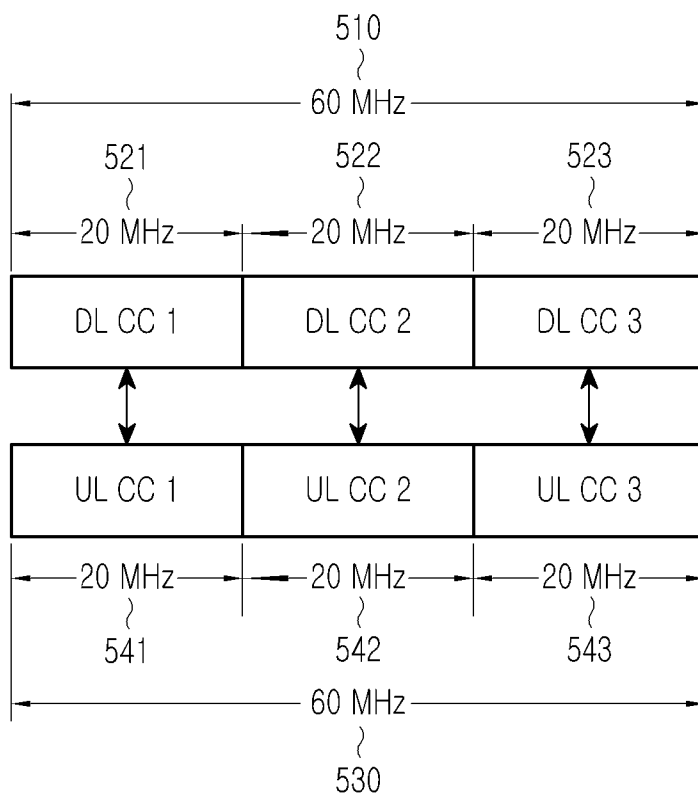 510
60 MHz
521 522 523
20 MHz 20 MHz 20 MHz
DL CC 1 DL CC 2 DL CC 3
UL CC 1 UL CC 2 UL CC 3
20 MHz 20 MHz 20 MHz
541 542 543
60 MHz
530